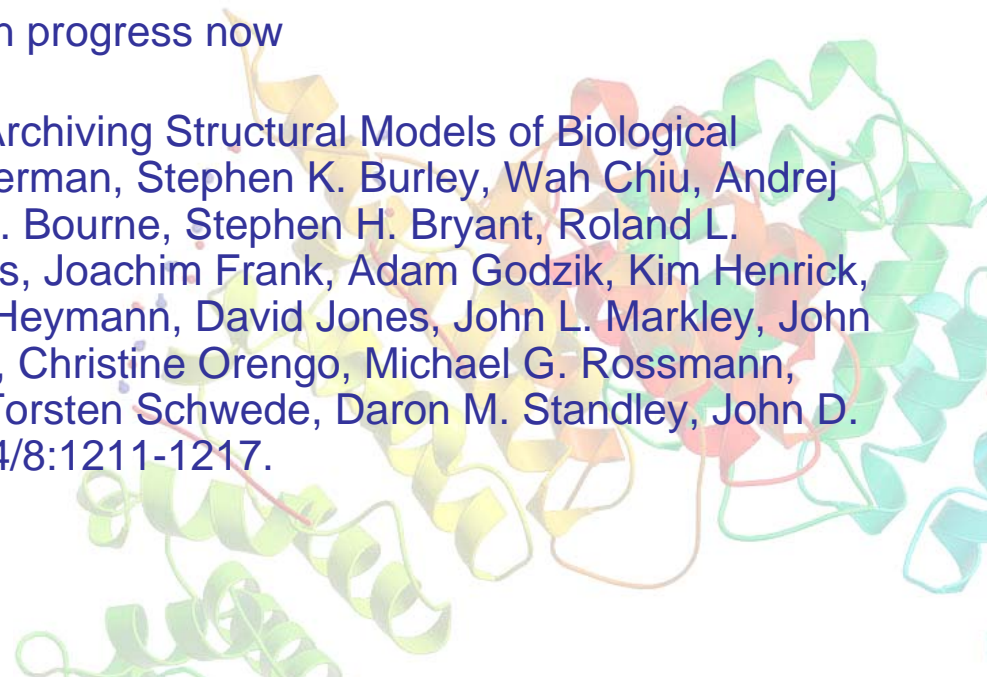 n progress now
Archiving Structural Models of Biological
erman, Stephen K. Burley, Wah Chiu, Andrej
. Bourne, Stephen H. Bryant, Roland L.
s, Joachim Frank, Adam Godzik, Kim Henrick,
Heymann, David Jones, John L. Markley, John
, Christine Orengo, Michael G. Rossmann,
Torsten Schwede, Daron M. Standley, John D.
4/8:1211-1217.